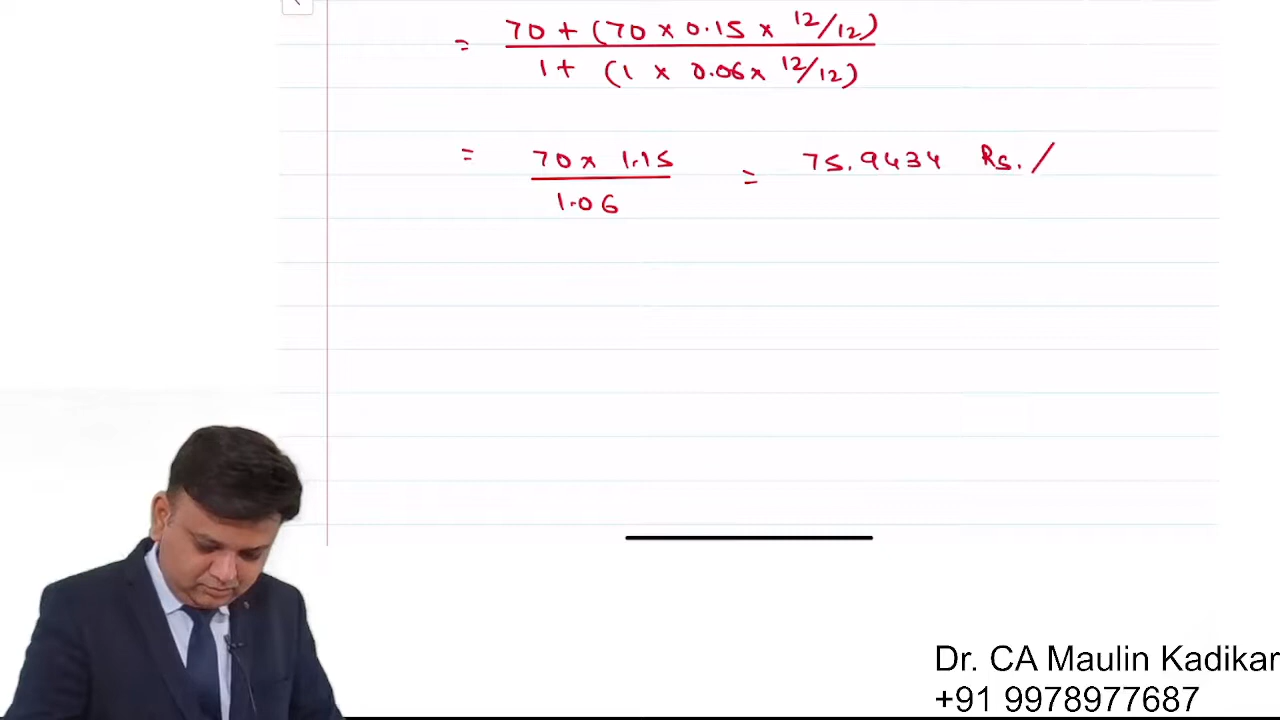 = 70 + (70 × 0.15 × 12/12)
1 + (1 × 0.06 × 12/12)
= 70 × 1.15 = 75.9434 Rs./
1.06
Dr. CA Maulin Kadikar
+91 9978977687